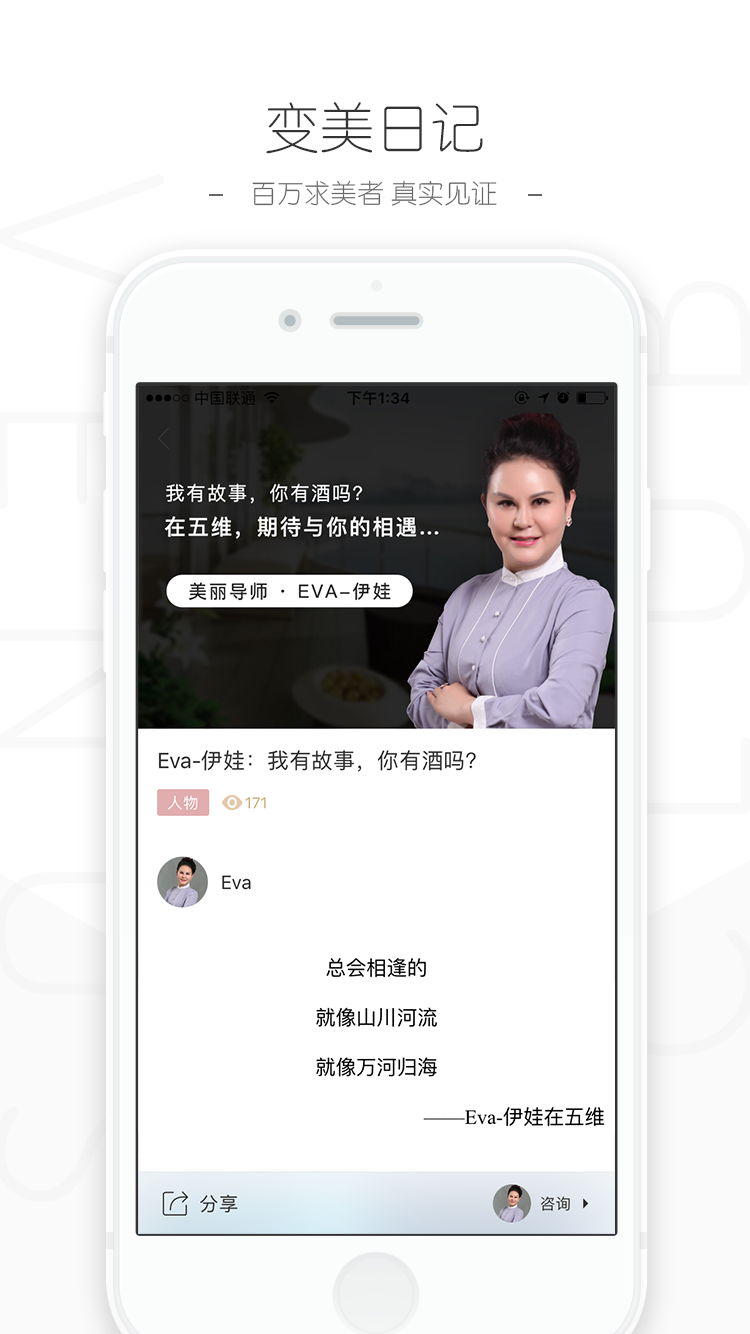 变美日记
– 百万求美者 真实见证 –
中国联通 下午1:34
我有故事，你有酒吗？
在五维，期待与你的相遇...
美丽导师 · EVA-伊娃
Eva-伊娃：我有故事，你有酒吗？
人物 171
Eva
总会相逢的
就像山川河流
就像万河归海
——Eva-伊娃在五维
分享 咨询